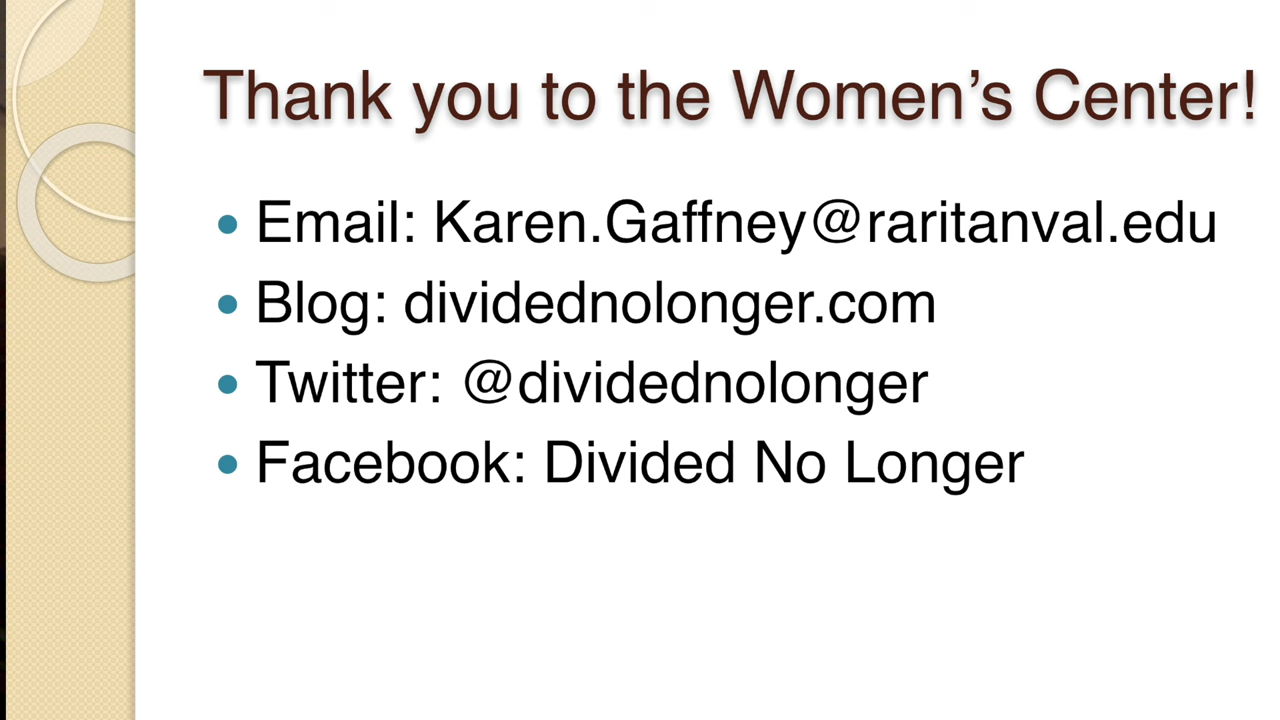 Thank you to the Women’s Center!
• Email: Karen.Gaffney@raritanval.edu
• Blog: dividednolonger.com
• Twitter: @dividednolonger
• Facebook: Divided No Longer